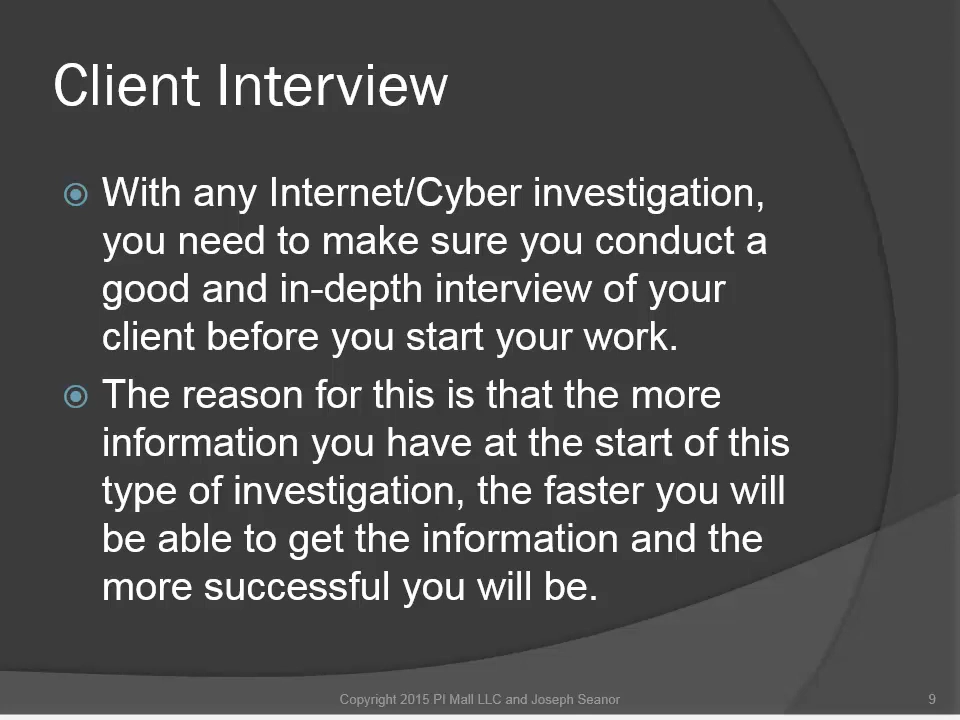 Client Interview
With any Internet/Cyber investigation,
you need to make sure you conduct a
good and in-depth interview of your
client before you start your work.
The reason for this is that the more
information you have at the start of this
type of investigation, the faster you will
be able to get the information and the
more successful you will be.
Copyright 2015 PI Mall LLC and Joseph Seanor
9